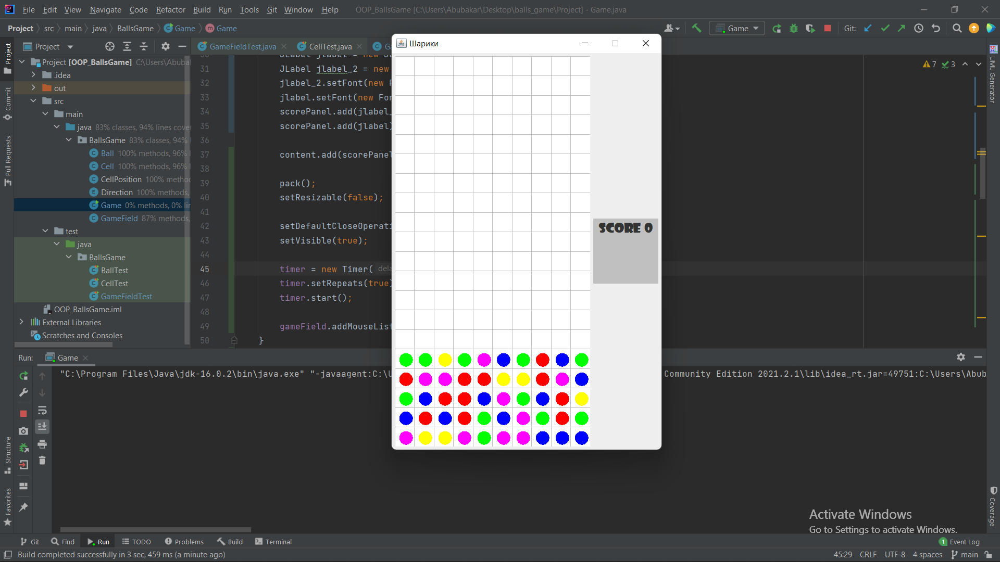 File Edit View Navigate Code Refactor Build Run Tools Git Window Help OOP_BallsGame [C:\Users\Abubakar\Desktop\balls_game\Project] - Game.java
Project src main java BallsGame Game Game
Game Git:
Project
GameFieldTest.java CellTest.java
Шарики
Project [OOP_BallsGame] C:\Users\Abuba
.idea
out
src
main
java 83% classes, 94% lines cove
BallsGame 83% classes, 94%
Ball 100% methods, 96%
Cell 100% methods, 96%
CellPosition 100% metho
Direction 100% methods,
Game 0% methods, 0% lin
GameField 87% methods,
test
java
BallsGame
BallTest
CellTest
GameFieldTest
OOP_BallsGame.iml
External Libraries
Scratches and Consoles
31 JLabel jlabel_2 = new
32 jlabel_2.setFont(new F
33 jlabel.setFont(new Fon
34 scorePanel.add(jlabel_
35 scorePanel.add(jlabel)
36
37 content.add(scorePanel
38
39 pack();
40 setResizable(false);
41
42 setDefaultCloseOperati
43 setVisible(true);
44
45 timer = new Timer( dela
46 timer.setRepeats(true)
47 timer.start();
48
49 gameField.addMouseList
50 }
7 3
SCORE 0
Project
Commit
Pull Requests
Structure
Favorites
UML Generator
Coverage
Run: Game
"C:\Program Files\Java\jdk-16.0.2\bin\java.exe" "-javaagent:C:\U
Community Edition 2021.2.1\lib\idea_rt.jar=49751:C:\Users\Abub
Activate Windows
Go to Settings to activate Windows.
Git Find Run TODO Problems Build Terminal 1 Event Log
Build completed successfully in 3 sec, 459 ms (a minute ago) 45:29 CRLF UTF-8 4 spaces main